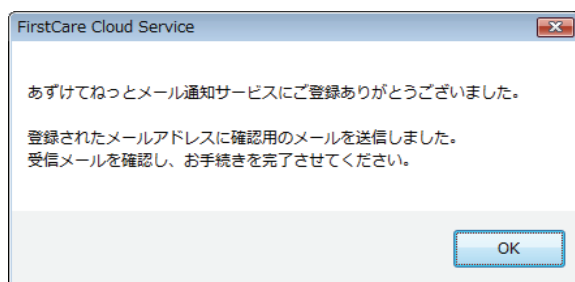 FirstCare Cloud Service
あずけてねっとメール通知サービスにご登録ありがとうございました。
登録されたメールアドレスに確認用のメールを送信しました。
受信メールを確認し、お手続きを完了させてください。
OK